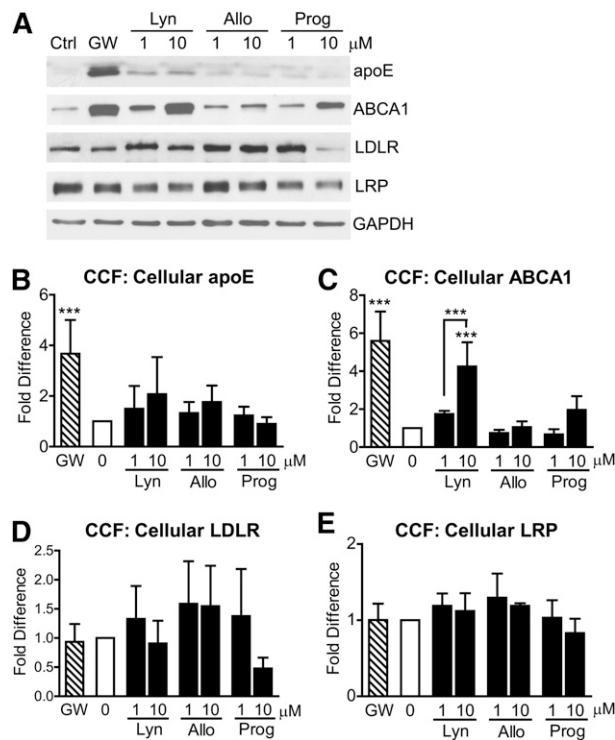 A
Lyn Allo Prog
Ctrl GW 1 10 1 10 1 10 μM
apoE
ABCA1
LDLR
LRP
GAPDH
B
CCF: Cellular apoE
Fold Difference
6
4
2
0
***
GW 0 1 10 1 10 1 10 μM
Lyn Allo Prog
C
CCF: Cellular ABCA1
Fold Difference
8
6
4
2
0
***
***
***
GW 0 1 10 1 10 1 10 μM
Lyn Allo Prog
D
CCF: Cellular LDLR
Fold Difference
2.5
2.0
1.5
1.0
0.5
0.0
GW 0 1 10 1 10 1 10 μM
Lyn Allo Prog
E
CCF: Cellular LRP
Fold Difference
2
1
0
GW 0 1 10 1 10 1 10 μM
Lyn Allo Prog